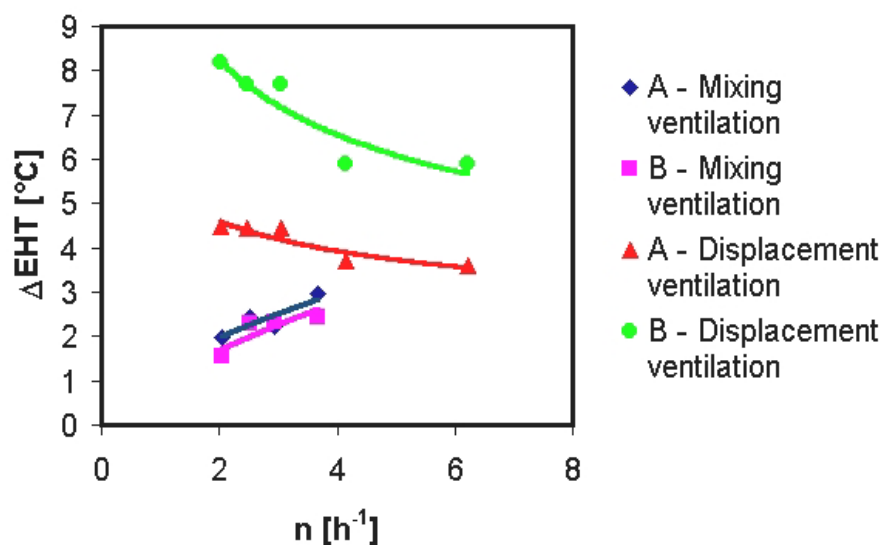 9
8
7
6
5
4
3
2
1
0
ΔEHT [°C]
0 2 4 6 8
n [h⁻¹]
A - Mixing
ventilation
B - Mixing
ventilation
A - Displacement
ventilation
B - Displacement
ventilation